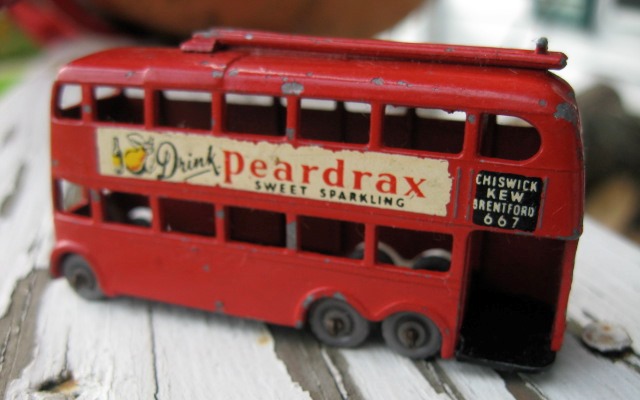 Drink Peardrax
SWEET SPARKLING
CHISWICK
KEW
BRENTFORD
667